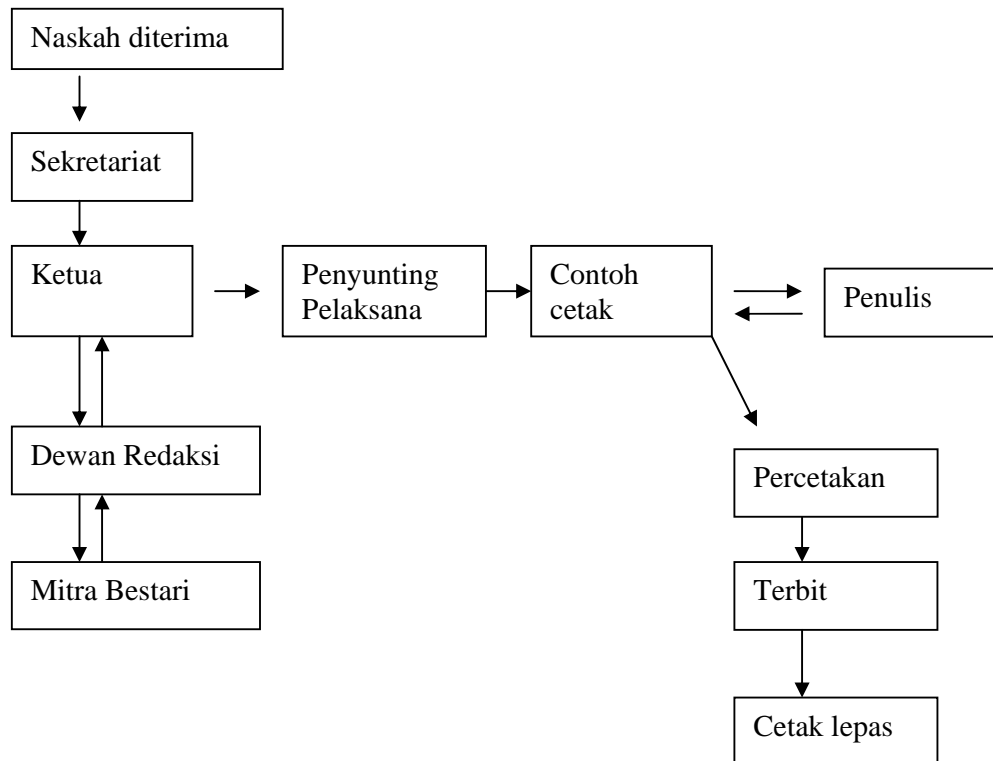 Naskah diterima
Sekretariat
Ketua
Penyunting
Pelaksana
Contoh
cetak
Penulis
Dewan Redaksi
Percetakan
Mitra Bestari
Terbit
Cetak lepas